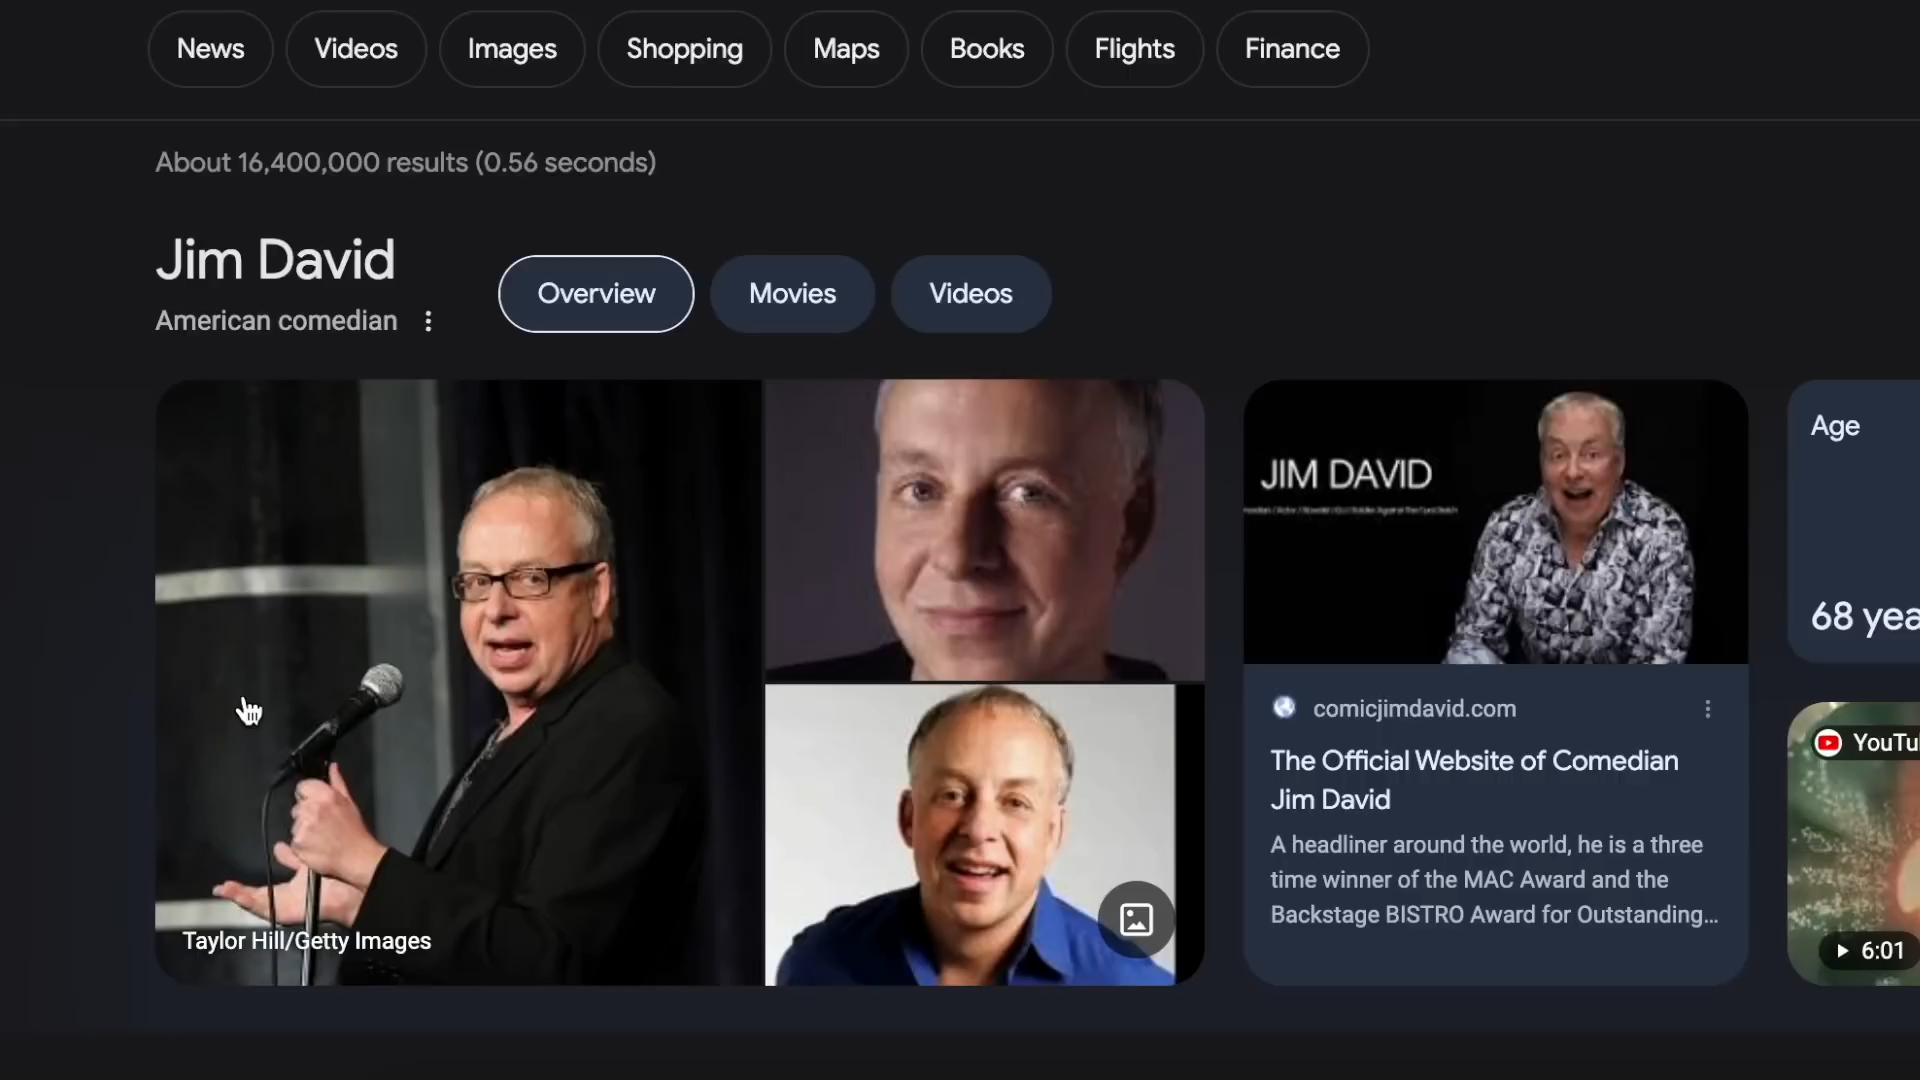 News
Videos
Images
Shopping
Maps
Books
Flights
Finance
About 16,400,000 results (0.56 seconds)
Jim David
American comedian
Overview
Movies
Videos
Taylor Hill/Getty Images
JIM DAVID
comicjimdavid.com
The Official Website of Comedian
Jim David
A headliner around the world, he is a three
time winner of the MAC Award and the
Backstage BISTRO Award for Outstanding...
Age
68 yea
YouTu
6:01